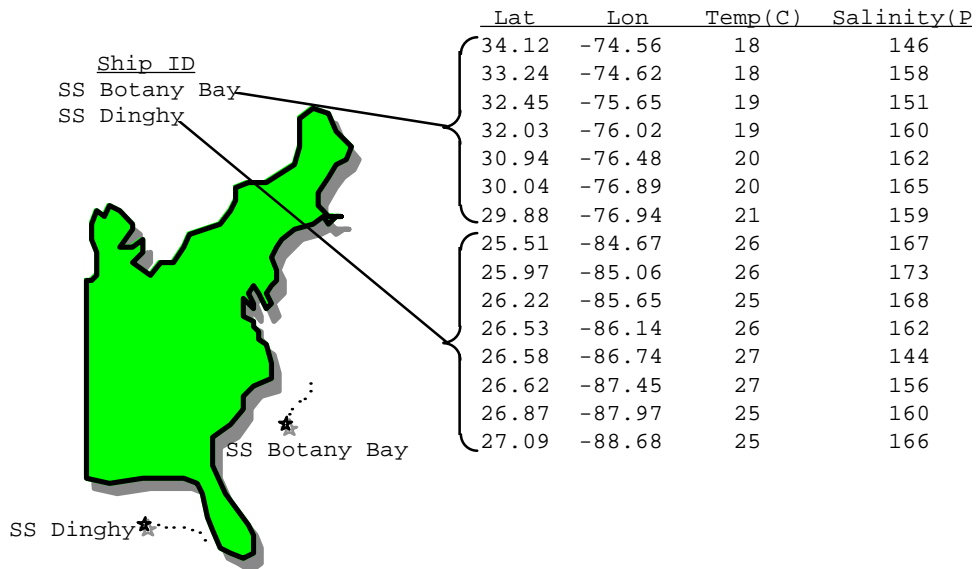 Lat Lon Temp(C) Salinity(P
34.12 -74.56 18 146
33.24 -74.62 18 158
32.45 -75.65 19 151
32.03 -76.02 19 160
30.94 -76.48 20 162
30.04 -76.89 20 165
29.88 -76.94 21 159
25.51 -84.67 26 167
25.97 -85.06 26 173
26.22 -85.65 25 168
26.53 -86.14 26 162
26.58 -86.74 27 144
26.62 -87.45 27 156
26.87 -87.97 25 160
27.09 -88.68 25 166
Ship ID
SS Botany Bay
SS Dinghy
SS Botany Bay
SS Dinghy